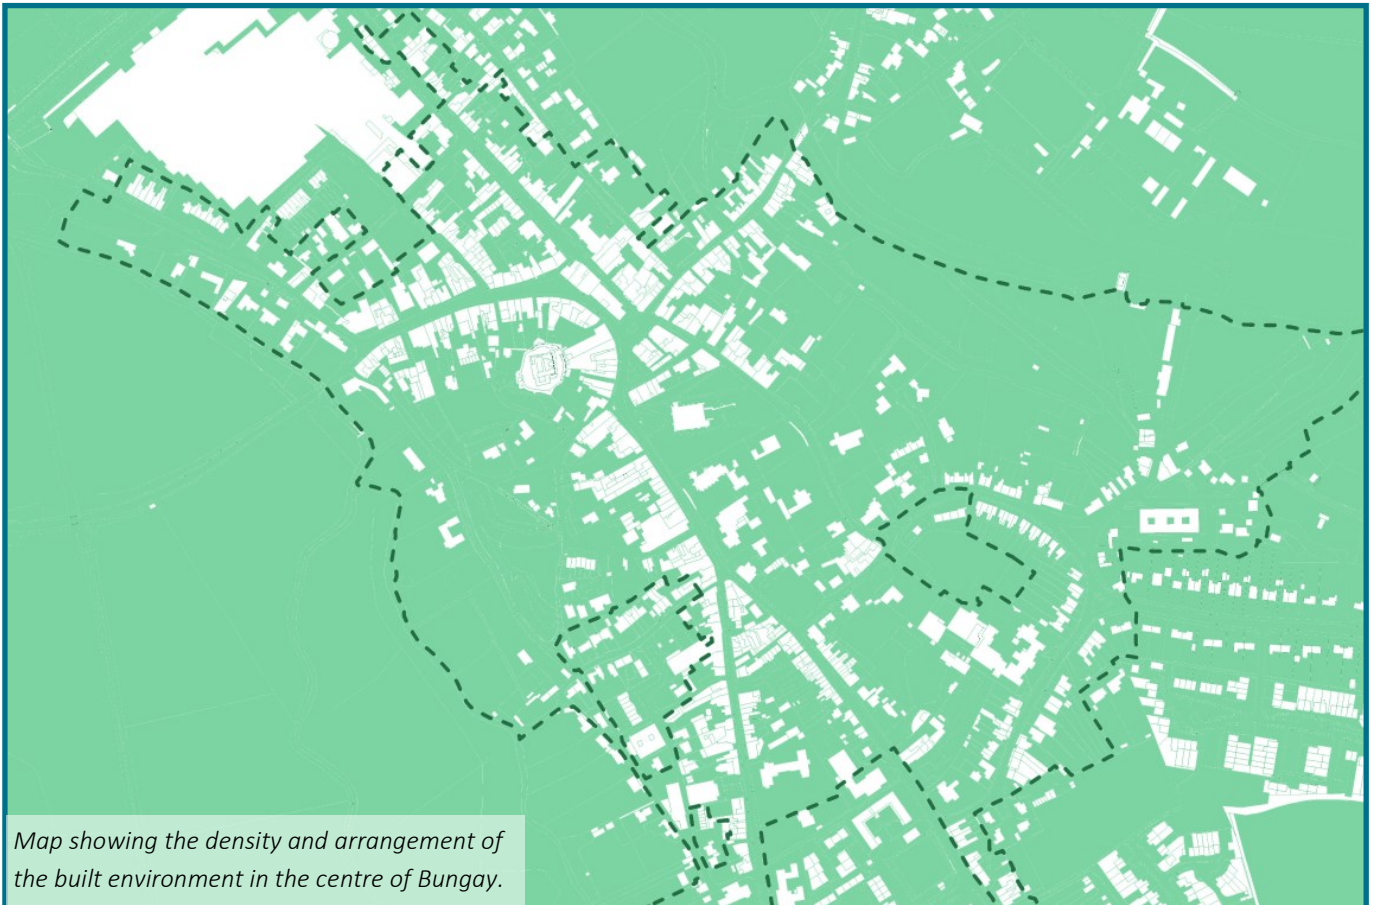 Map showing the density and arrangement of
the built environment in the centre of Bungay.